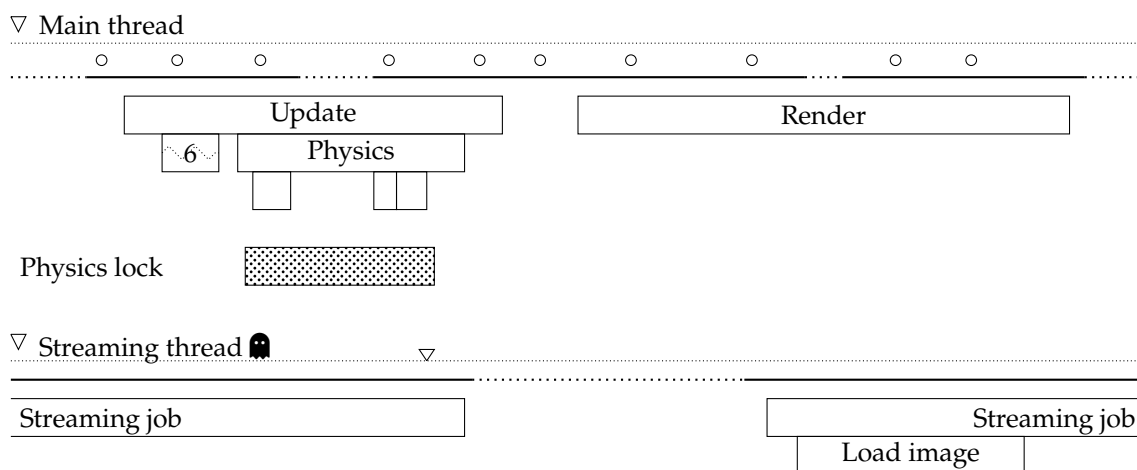 ▽ Main thread
Update
Render
6
Physics
Physics lock
▽ Streaming thread
Streaming job
Streaming job
Load image